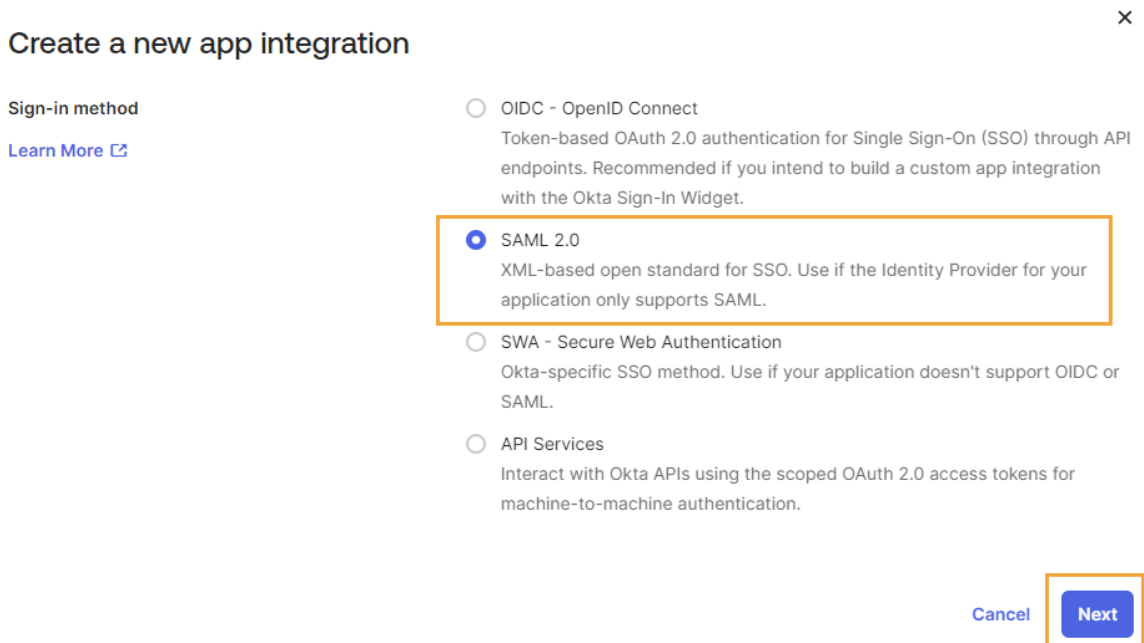 Create a new app integration
Sign-in method
Learn More
OIDC - OpenID Connect
Token-based OAuth 2.0 authentication for Single Sign-On (SSO) through API
endpoints. Recommended if you intend to build a custom app integration
with the Okta Sign-In Widget.
SAML 2.0
XML-based open standard for SSO. Use if the Identity Provider for your
application only supports SAML.
SWA - Secure Web Authentication
Okta-specific SSO method. Use if your application doesn't support OIDC or
SAML.
API Services
Interact with Okta APIs using the scoped OAuth 2.0 access tokens for
machine-to-machine authentication.
Cancel
Next